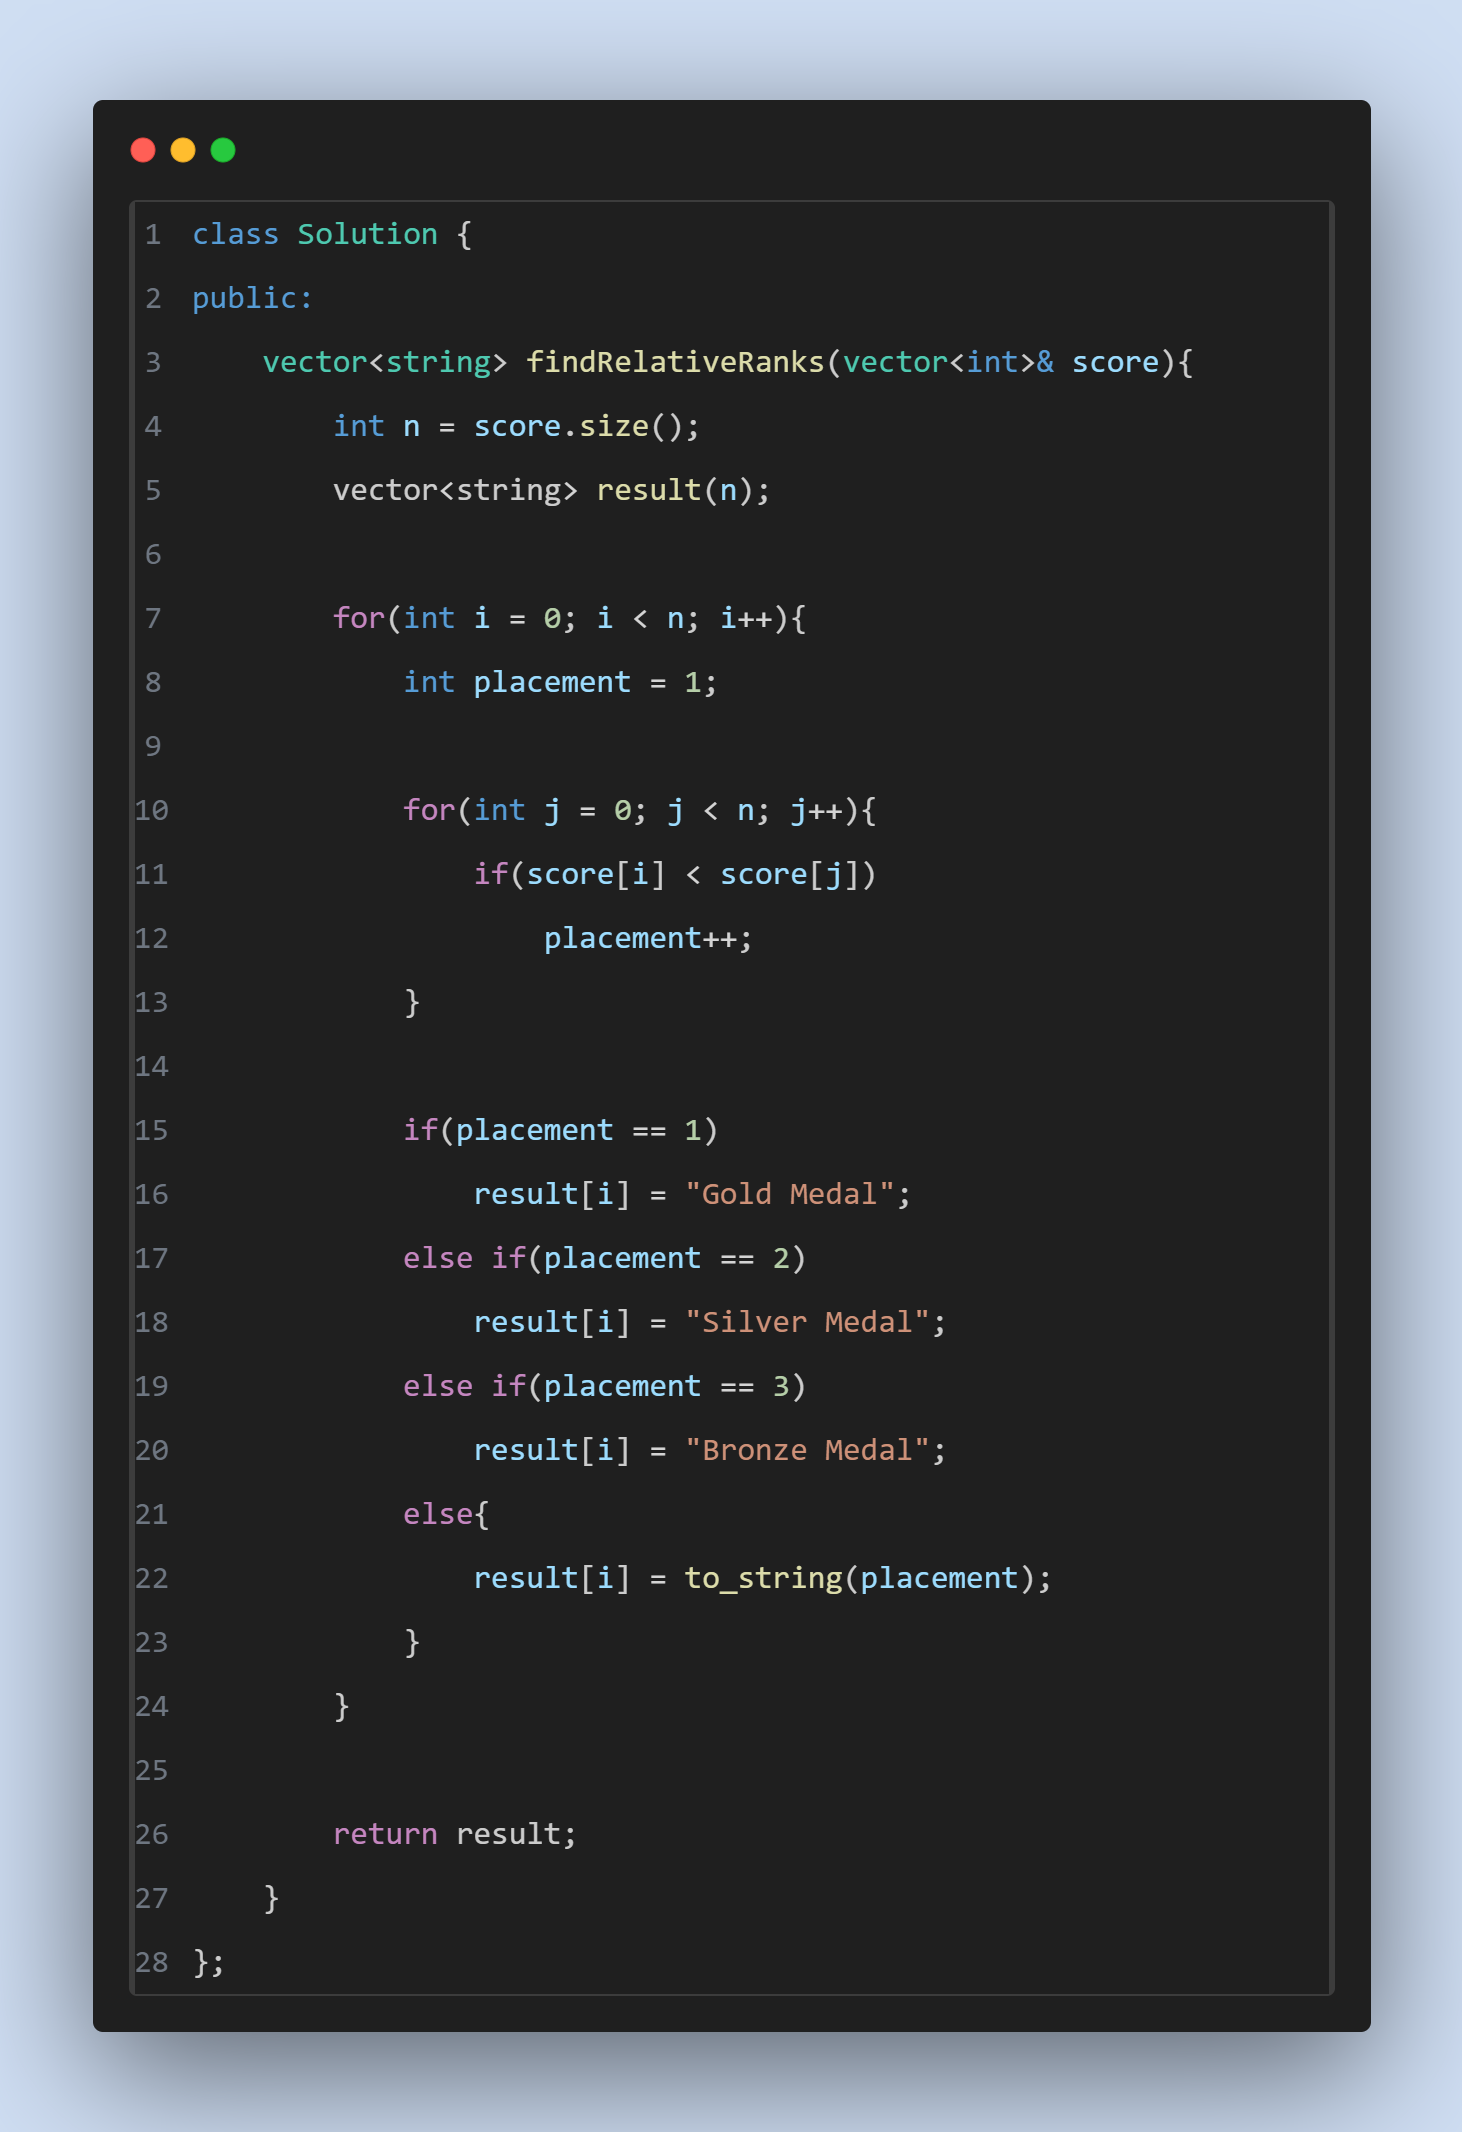 1 class Solution {
2 public:
3     vector<string> findRelativeRanks(vector<int>& score){
4         int n = score.size();
5         vector<string> result(n);
6
7         for(int i = 0; i < n; i++){
8             int placement = 1;
9
10             for(int j = 0; j < n; j++){
11                 if(score[i] < score[j])
12                     placement++;
13             }
14
15             if(placement == 1)
16                 result[i] = "Gold Medal";
17             else if(placement == 2)
18                 result[i] = "Silver Medal";
19             else if(placement == 3)
20                 result[i] = "Bronze Medal";
21             else{
22                 result[i] = to_string(placement);
23             }
24         }
25
26         return result;
27     }
28 };